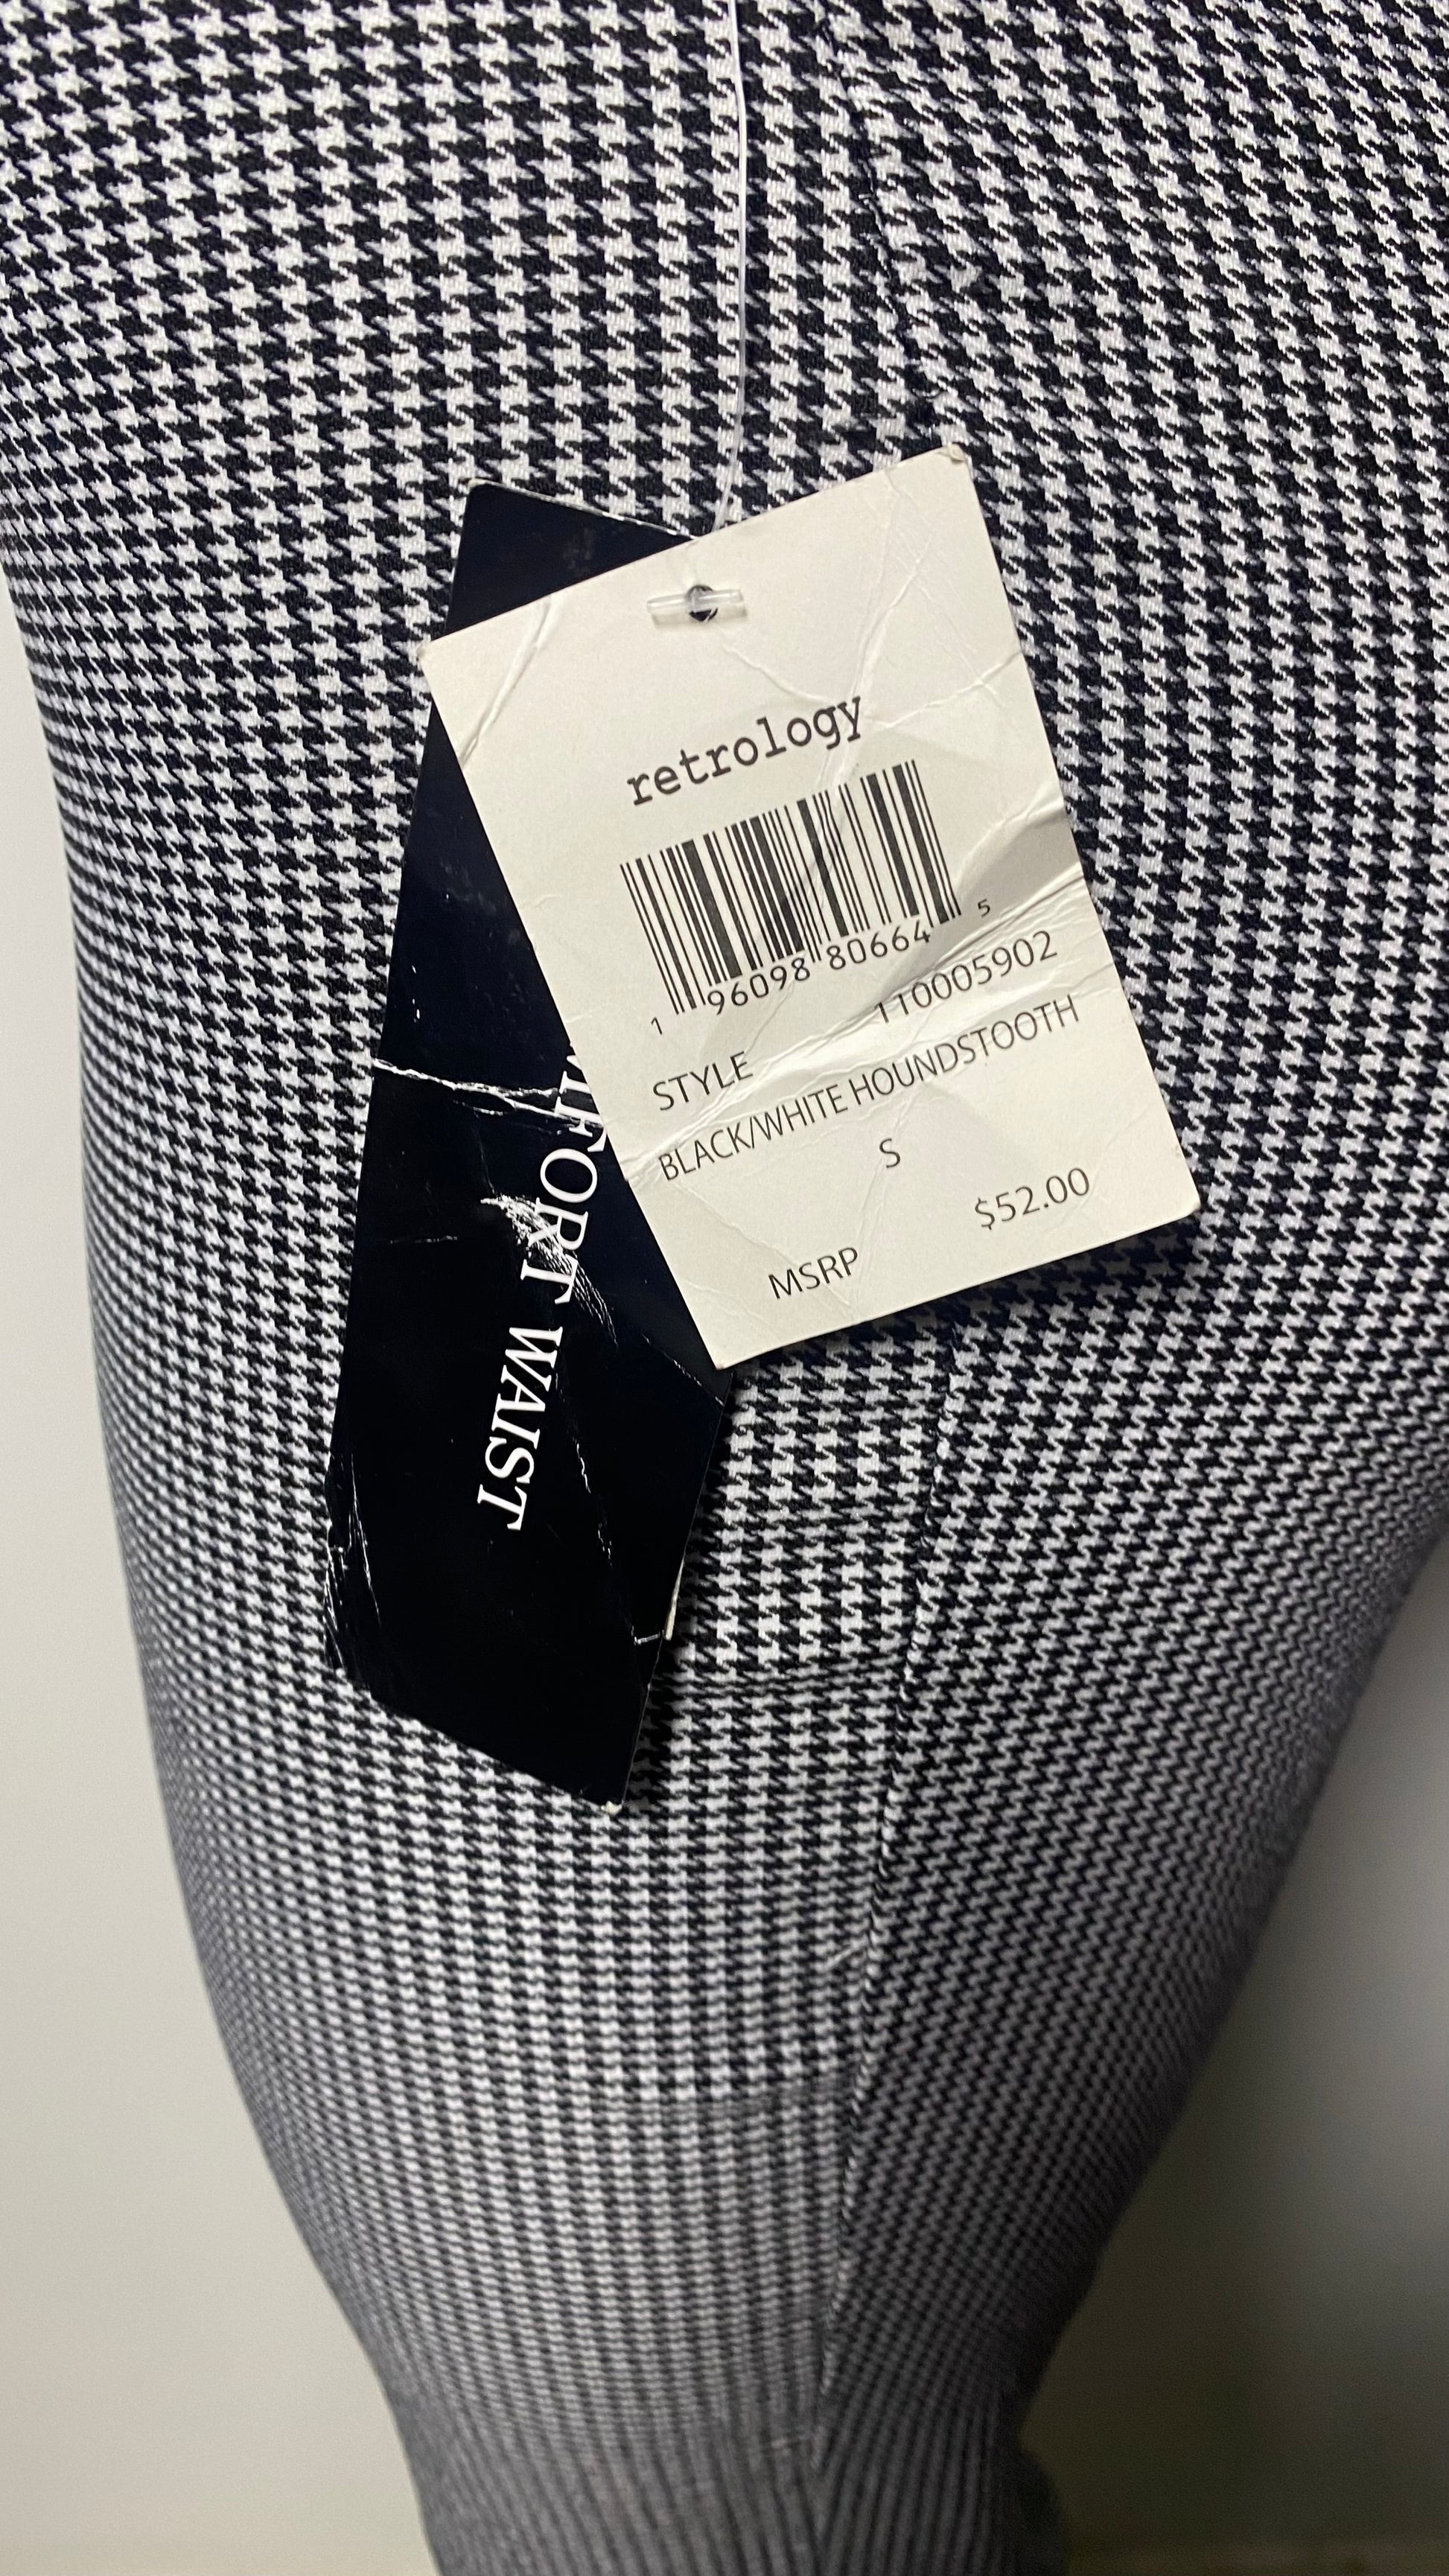 retrology
1 96098 80664 5
STYLE 110005902
BLACK/WHITE HOUNDSTOOTH
S
MSRP $52.00
WAIST